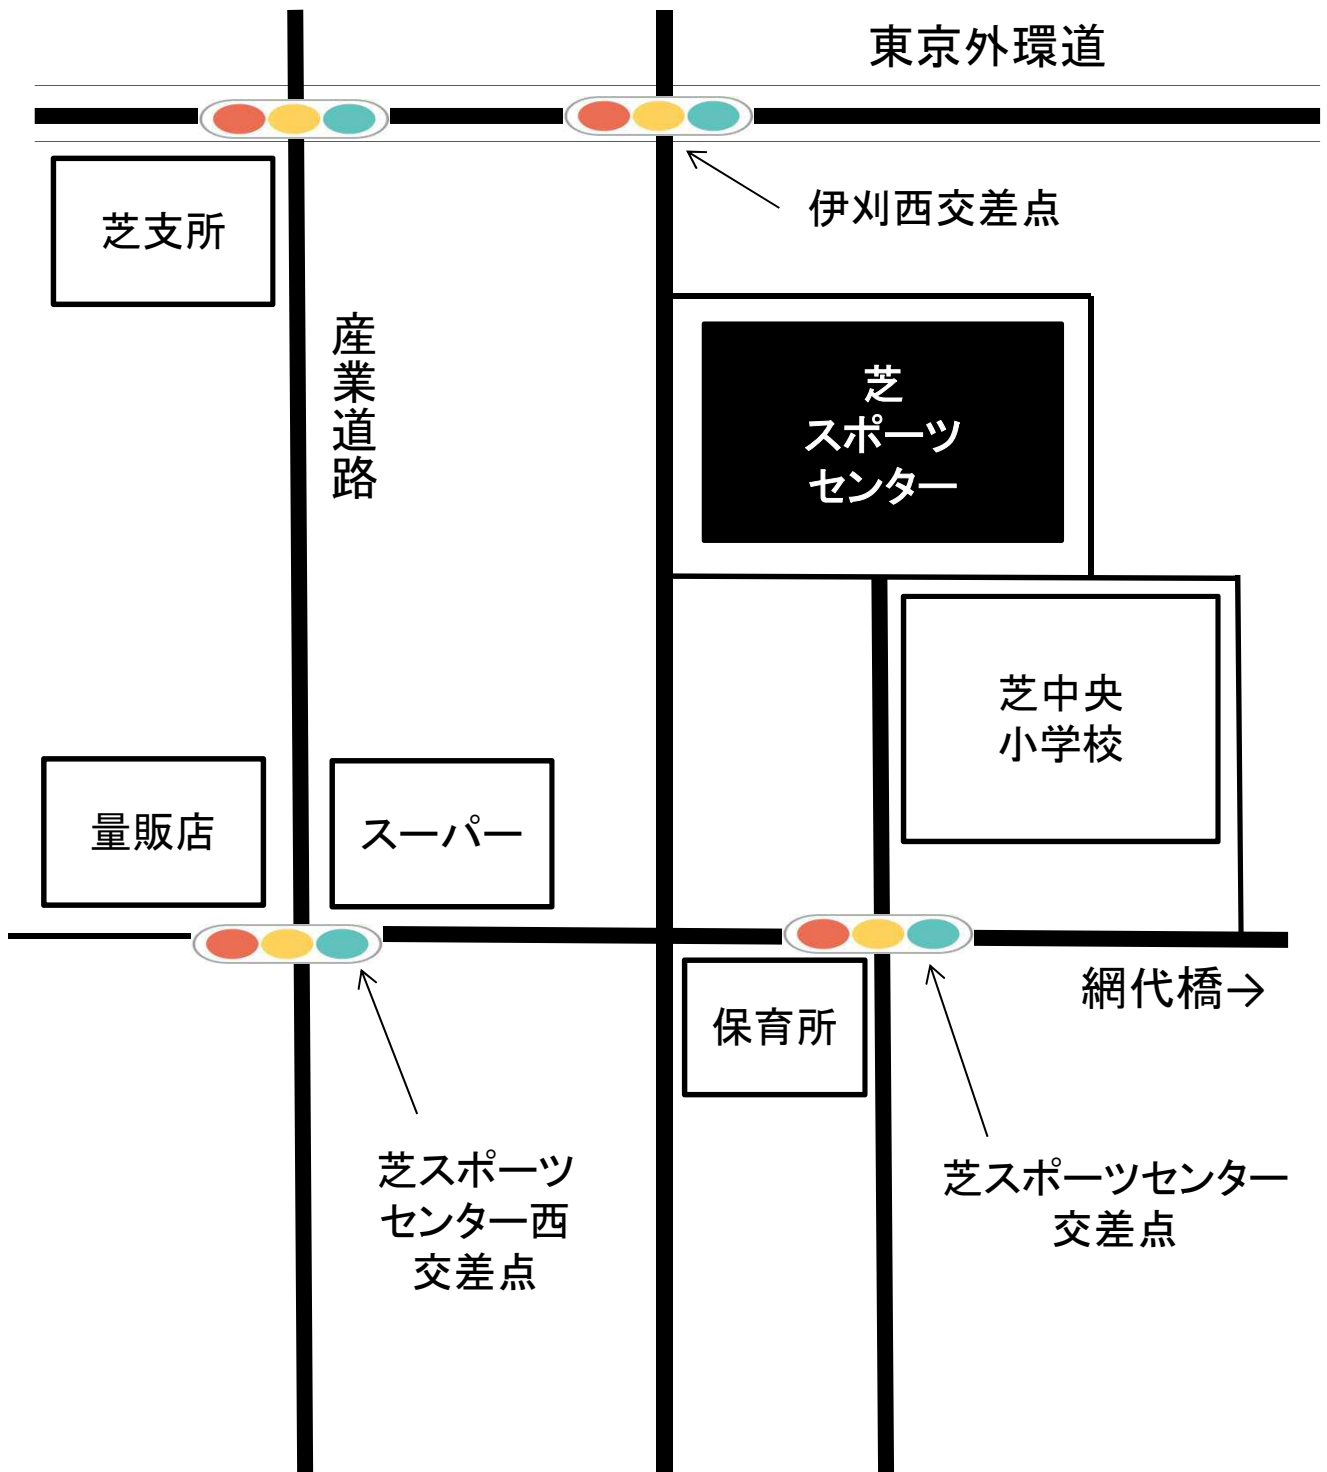 東京外環道
伊刈西交差点
芝支所
産業道路
芝
スポーツ
センター
芝中央
小学校
量販店
スーパー
網代橋→
保育所
芝スポーツ
センター西
交差点
芝スポーツセンター
交差点